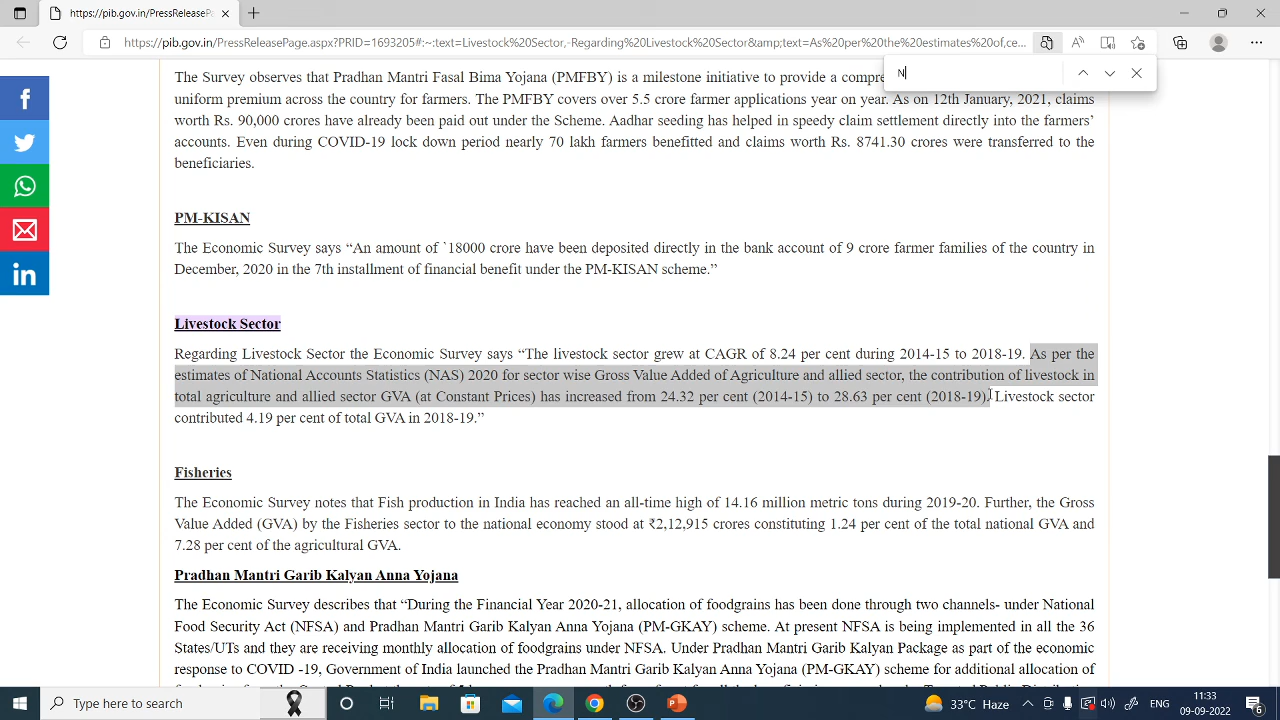 https://pib.gov.in/PressReleaseP
https://pib.gov.in/PressReleasePage.aspx?PRID=1693205#:~:text=Livestock%20Sector,-Regarding%20Livestock%20Sector&amp;text=As%20per%20the%20estimates%20of,ce...
N
The Survey observes that Pradhan Mantri Fasal Bima Yojana (PMFBY) is a milestone initiative to provide a
uniform premium across the country for farmers. The PMFBY covers over 5.5 crore farmer applications year on year. As on 12th January, 2021, claims
worth Rs. 90,000 crores have already been paid out under the Scheme. Aadhar seeding has helped in speedy claim settlement directly into the farmers’
accounts. Even during COVID-19 lock down period nearly 70 lakh farmers benefitted and claims worth Rs. 8741.30 crores were transferred to the
beneficiaries.
PM-KISAN
The Economic Survey says “An amount of `18000 crore have been deposited directly in the bank account of 9 crore farmer families of the country in
December, 2020 in the 7th installment of financial benefit under the PM-KISAN scheme.”
Livestock Sector
Regarding Livestock Sector the Economic Survey says “The livestock sector grew at CAGR of 8.24 per cent during 2014-15 to 2018-19. As per the
estimates of National Accounts Statistics (NAS) 2020 for sector wise Gross Value Added of Agriculture and allied sector, the contribution of livestock in
total agriculture and allied sector GVA (at Constant Prices) has increased from 24.32 per cent (2014-15) to 28.63 per cent (2018-19). Livestock sector
contributed 4.19 per cent of total GVA in 2018-19.”
Fisheries
The Economic Survey notes that Fish production in India has reached an all-time high of 14.16 million metric tons during 2019-20. Further, the Gross
Value Added (GVA) by the Fisheries sector to the national economy stood at ₹2,12,915 crores constituting 1.24 per cent of the total national GVA and
7.28 per cent of the agricultural GVA.
Pradhan Mantri Garib Kalyan Anna Yojana
The Economic Survey describes that “During the Financial Year 2020-21, allocation of foodgrains has been done through two channels- under National
Food Security Act (NFSA) and Pradhan Mantri Garib Kalyan Anna Yojana (PM-GKAY) scheme. At present NFSA is being implemented in all the 36
States/UTs and they are receiving monthly allocation of foodgrains under NFSA. Under Pradhan Mantri Garib Kalyan Package as part of the economic
response to COVID -19, Government of India launched the Pradhan Mantri Garib Kalyan Anna Yojana (PM-GKAY) scheme for additional allocation of
Type here to search
33°C Haze
ENG
11:33
09-09-2022
6